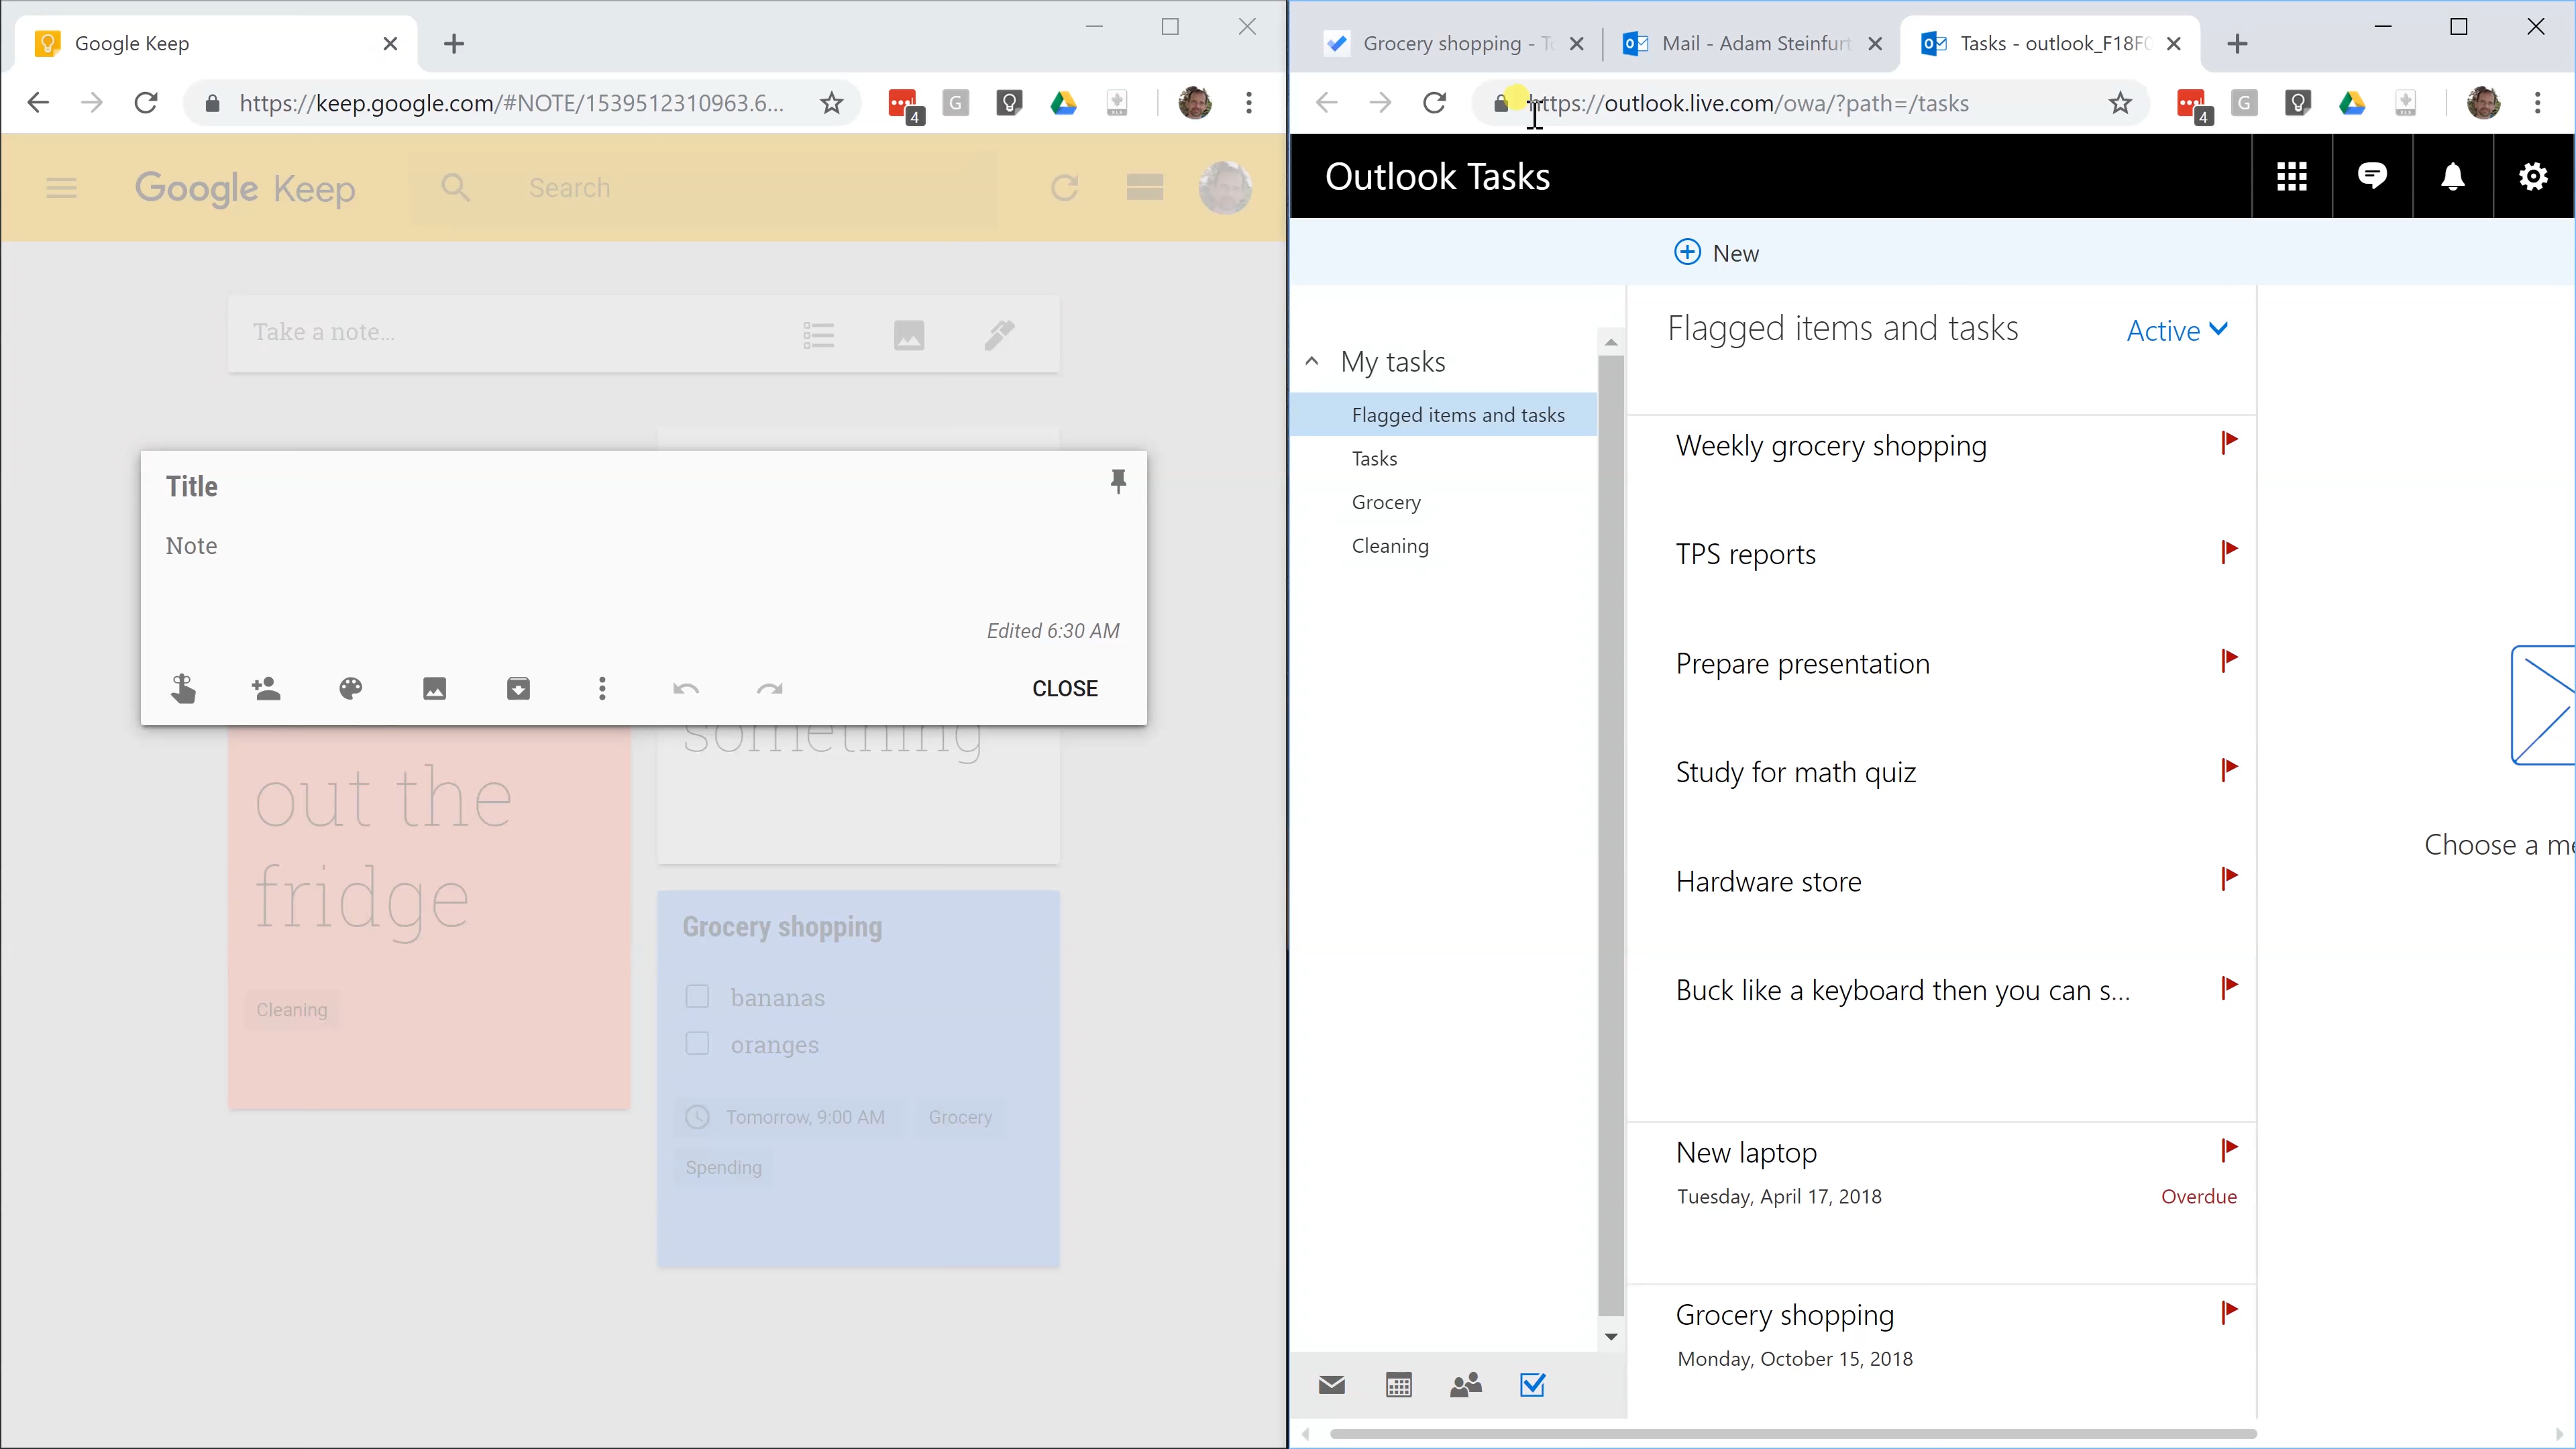 Google Keep
https://keep.google.com/#NOTE/1539512310963.6...
4
G
Google Keep
Search
Take a note...
Title
Note
Edited 6:30 AM
CLOSE
something
out the
fridge
Cleaning
Grocery shopping
bananas
oranges
Tomorrow, 9:00 AM
Grocery
Spending
Grocery shopping - To
Mail - Adam Steinfurt
Tasks - outlook_F18F0
https://outlook.live.com/owa/?path=/tasks
4
G
Outlook Tasks
New
My tasks
Flagged items and tasks
Tasks
Grocery
Cleaning
Flagged items and tasks
Active
Weekly grocery shopping
TPS reports
Prepare presentation
Study for math quiz
Hardware store
Buck like a keyboard then you can s...
New laptop
Tuesday, April 17, 2018
Overdue
Grocery shopping
Monday, October 15, 2018
Choose a me